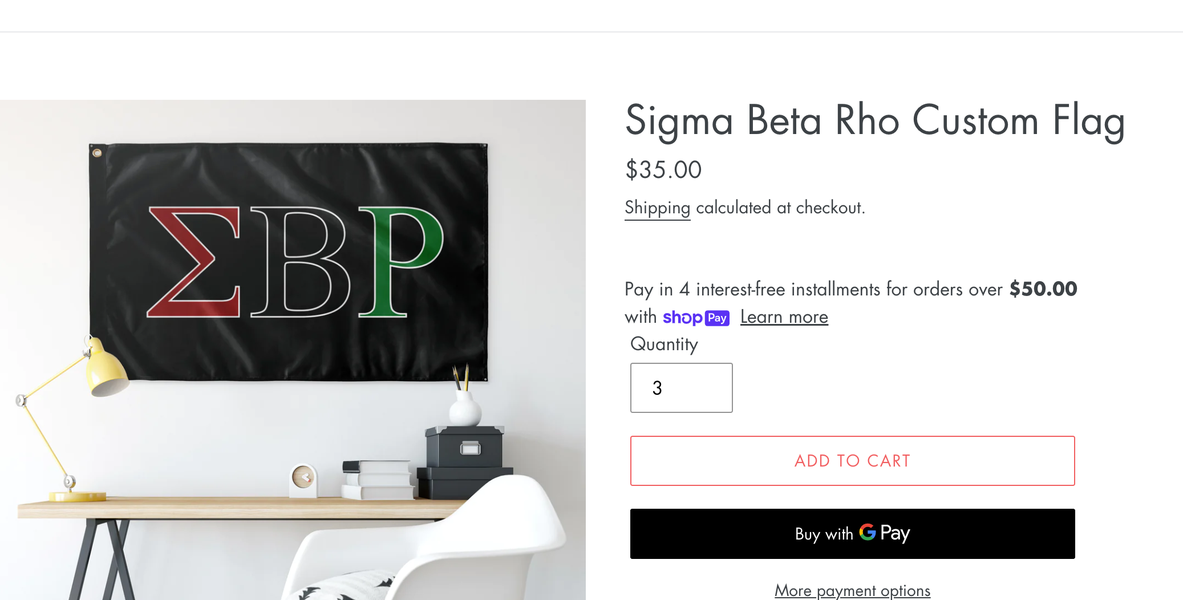 ΣΒΡ
Sigma Beta Rho Custom Flag
$35.00
Shipping calculated at checkout.
Pay in 4 interest-free installments for orders over $50.00
with shop Pay Learn more
Quantity
3
ADD TO CART
Buy with G Pay
More payment options